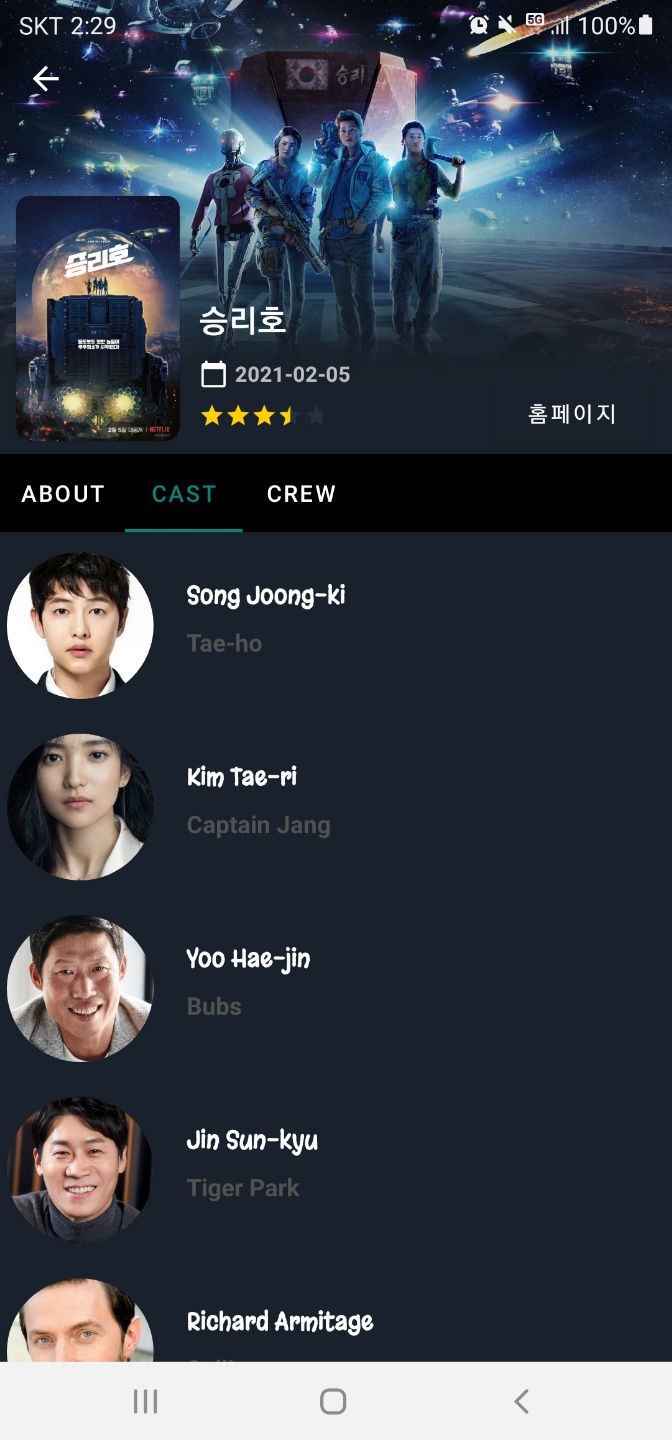 SKT 2:29
5G
100%
승리
승리호
승리호
2021-02-05
홈페이지
ABOUT
CAST
CREW
Song Joong-ki
Tae-ho
Kim Tae-ri
Captain Jang
Yoo Hae-jin
Bubs
Jin Sun-kyu
Tiger Park
Richard Armitage